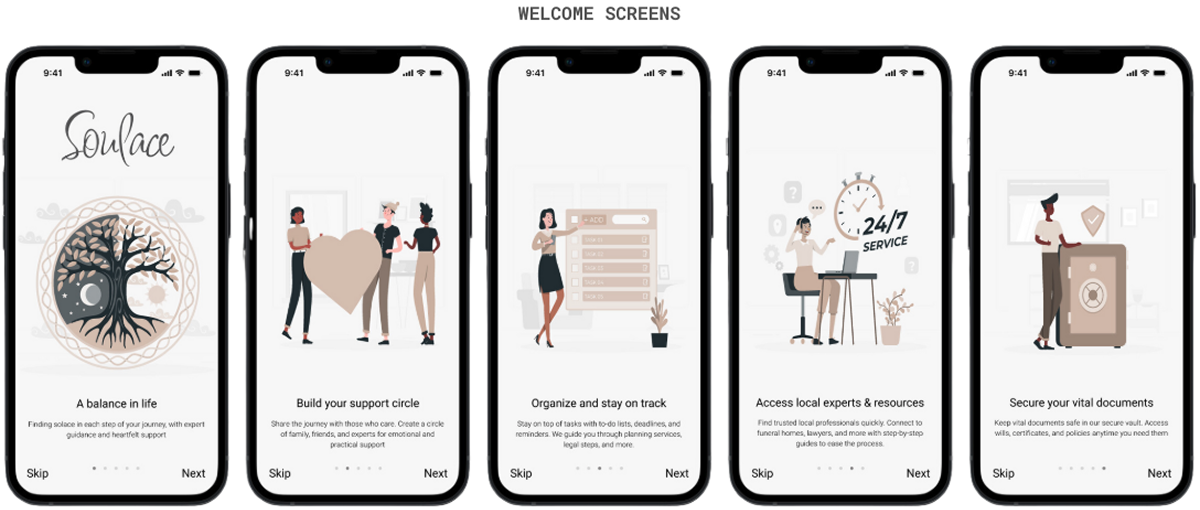 WELCOME SCREENS
9:41
Soulace
A balance in life
Finding solace in each step of your journey, with expert
guidance and heartfelt support
Skip
Next
9:41
Build your support circle
Share the journey with those who care. Create a circle
of family, friends, and experts for emotional and
practical support
Skip
Next
9:41
+ ADD
Organize and stay on track
Stay on top of tasks with to-do lists, deadlines, and
reminders. We guide you through planning services,
legal steps, and more.
Skip
Next
9:41
?
?
24/7
SERVICE
Access local experts & resources
Find trusted local professionals quickly. Connect to
funeral homes, lawyers, and more with step-by-step
guides to ease the process.
Skip
Next
9:41
Secure your vital documents
Keep vital documents safe in our secure vault. Access
wills, certificates, and policies anytime you need them
Skip
Next